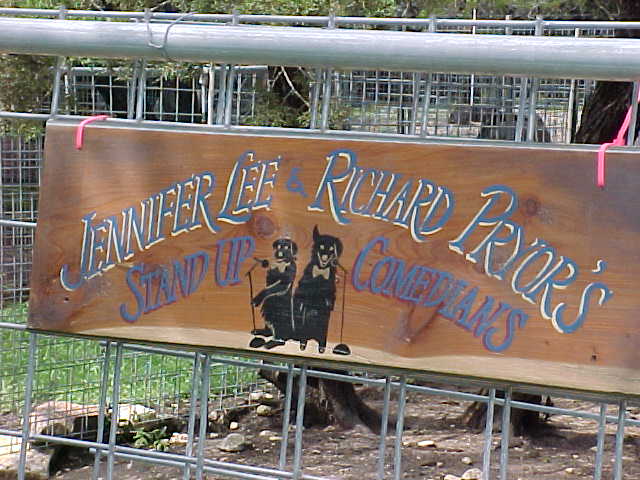 JENNIFER LEE & RICHARD PRYOR'S
STAND UP COMEDIANS